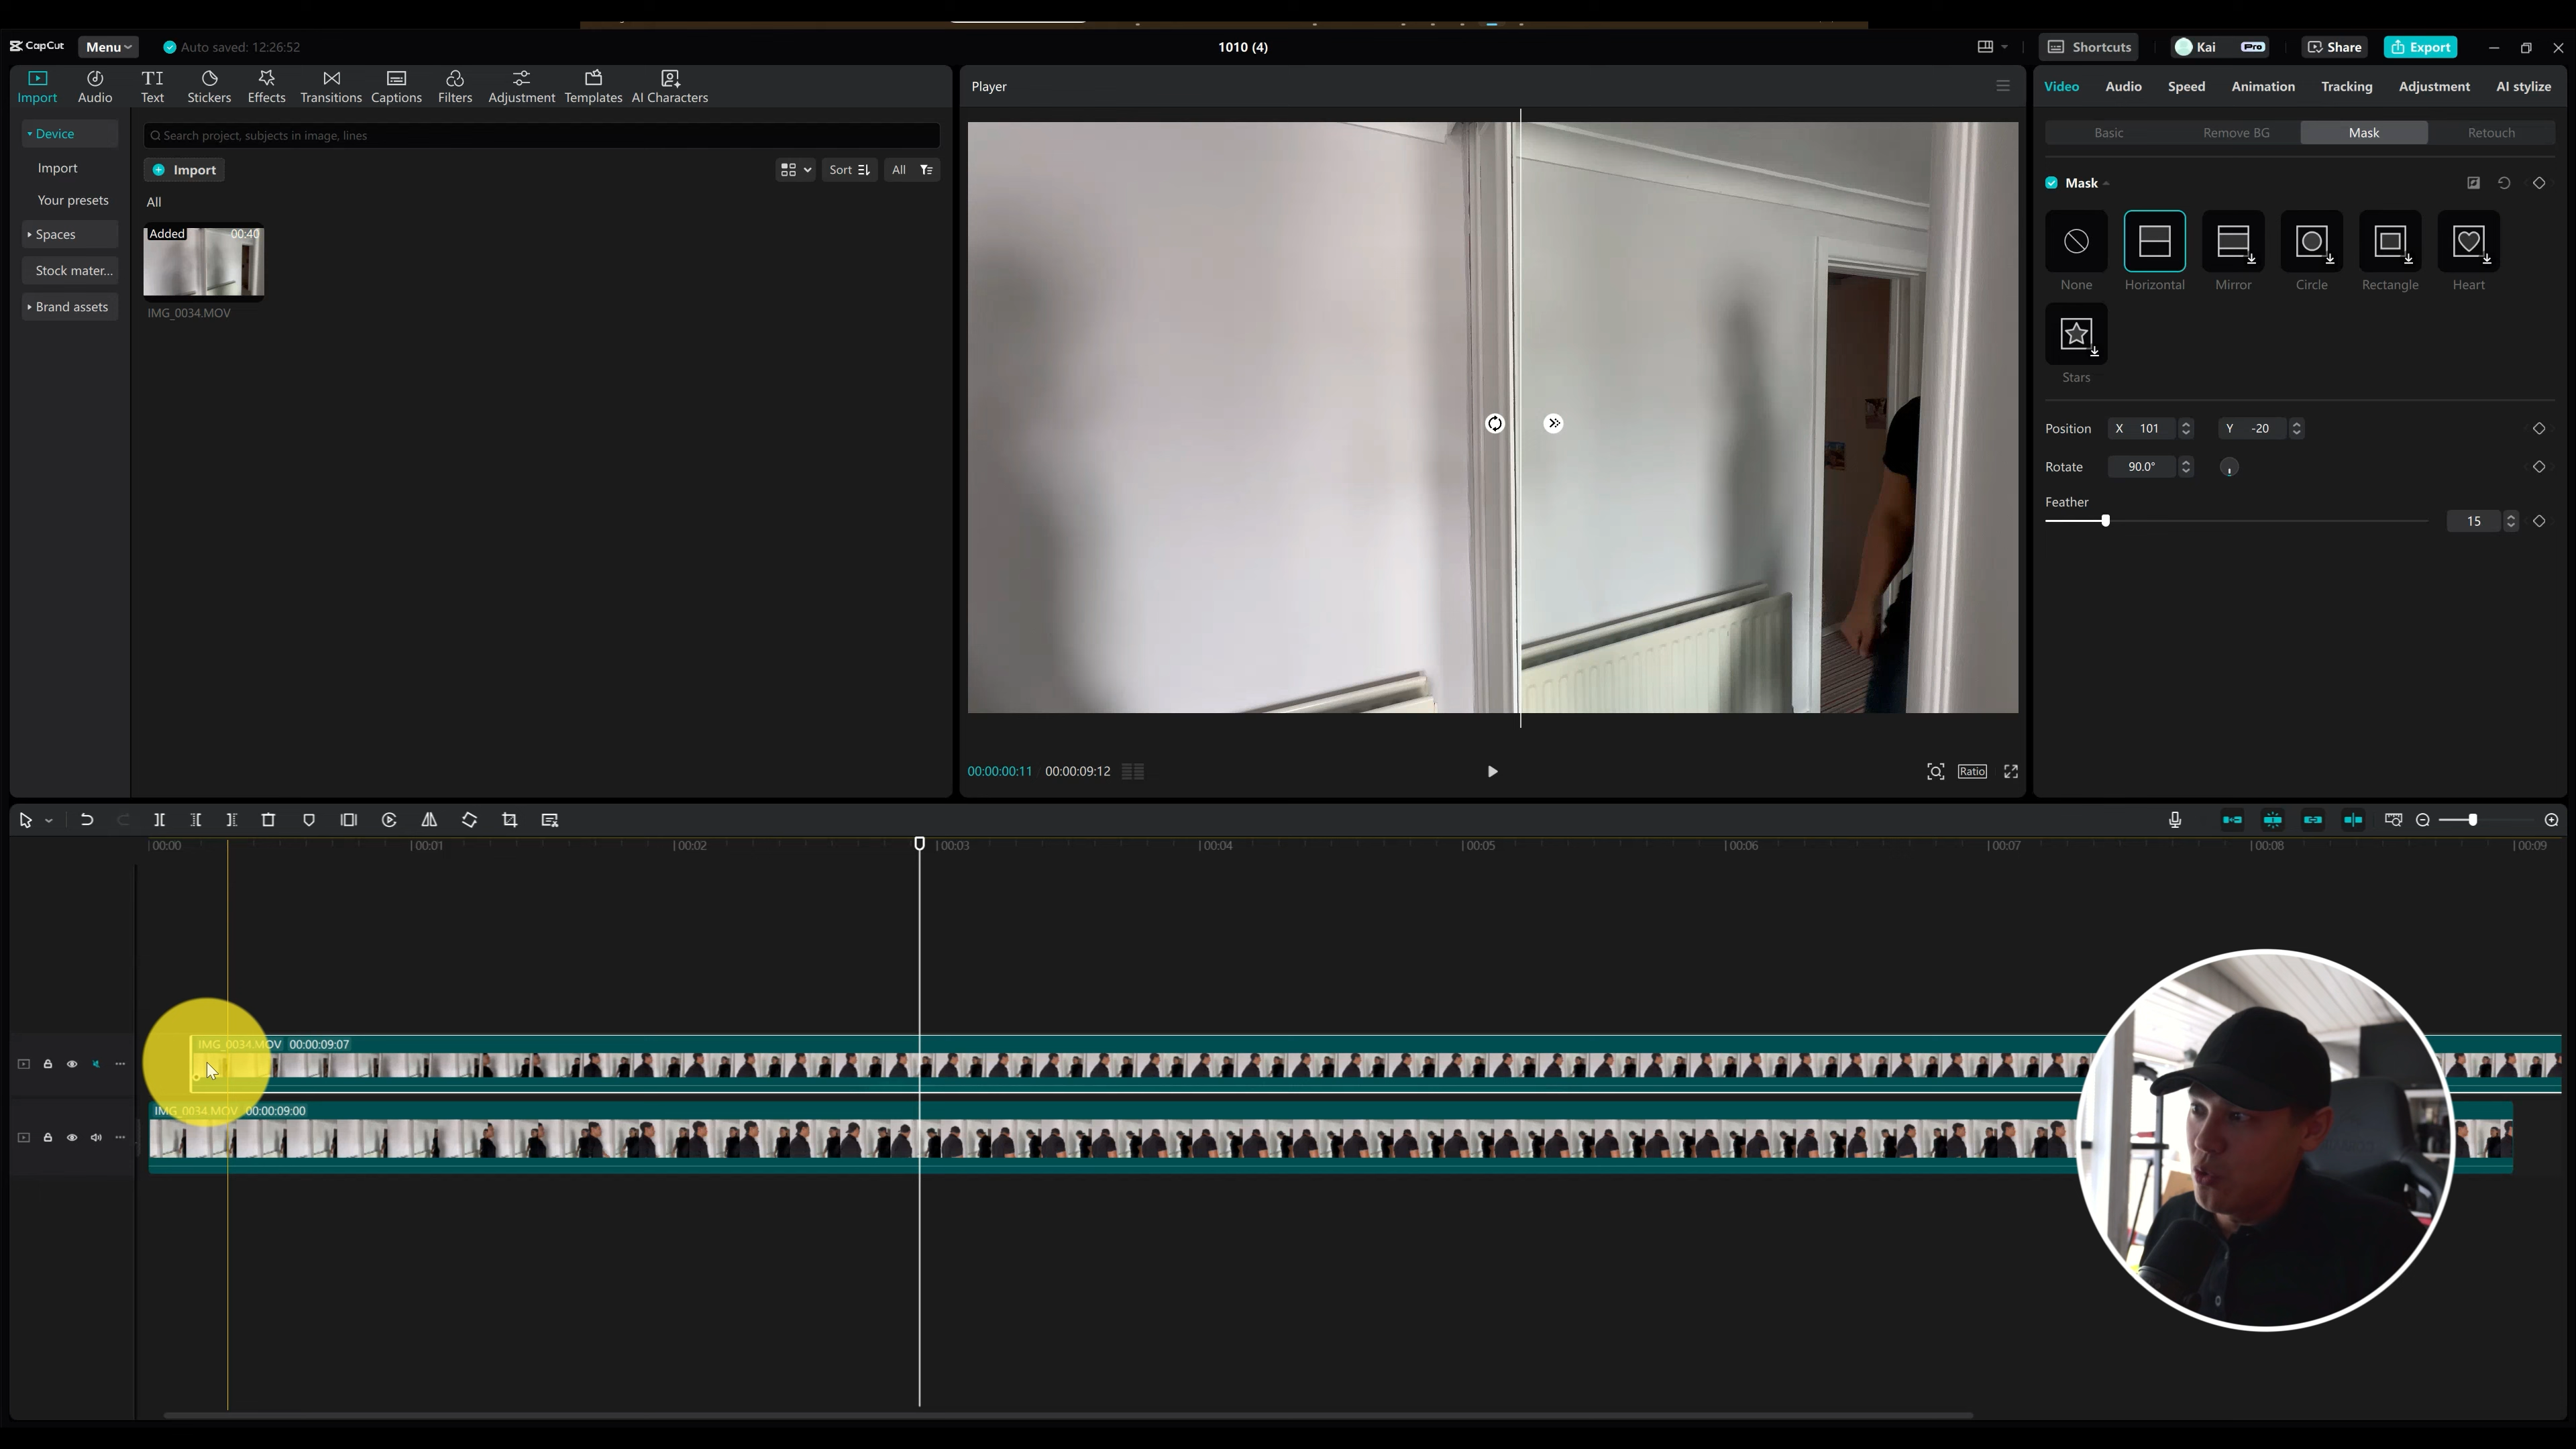 CapCut Menu Auto saved: 12:26:52 1010 (4) Shortcuts Kai Pro Share Export
Import Audio Text Stickers Effects Transitions Captions Filters Adjustment Templates AI Characters
TI
Device
Import
Your presets
Spaces
Stock mater...
Brand assets
Search project, subjects in image, lines
Import Sort All
All
Added 00:40
IMG_0034.MOV
Player
00:00:00:11 00:00:09:12
Ratio
Video Audio Speed Animation Tracking Adjustment AI stylize
Basic Remove BG Mask Retouch
Mask
None Horizontal Mirror Circle Rectangle Heart
Stars
Position X 101 Y -20
Rotate 90.0°
Feather
15
00:00 00:01 00:02 00:03 00:04 00:05 00:06 00:07 00:08 00:09
IMG_0034.MOV 00:00:09:07
IMG_0034.MOV 00:00:09:00